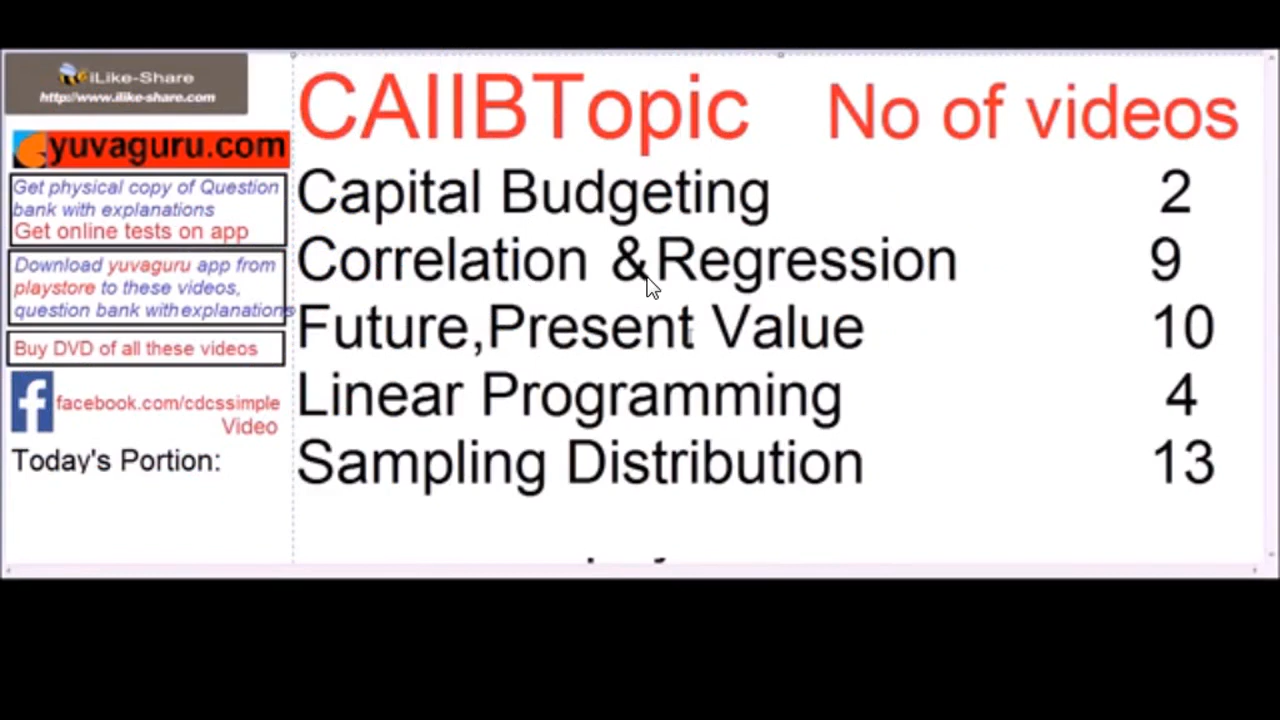 iLike-Share
http://www.ilike-share.com
yuvaguru.com
Get physical copy of Question
bank with explanations
Get online tests on app
Download yuvaguru app from
playstore to these videos,
question bank with explanations
Buy DVD of all these videos
facebook.com/cdcssimple
Video
Today's Portion:
CAIIBTopic No of videos
Capital Budgeting 2
Correlation &Regression 9
Future,Present Value 10
Linear Programming 4
Sampling Distribution 13